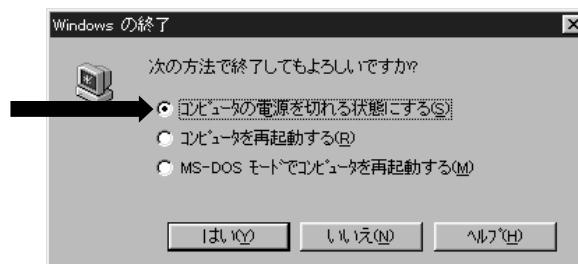 Windows の終了
次の方法で終了してもよろしいですか?
コンピュータの電源を切れる状態にする(S)
コンピュータを再起動する(R)
MS-DOS モードでコンピュータを再起動する(M)
はい(Y) いいえ(N) ヘルプ(H)